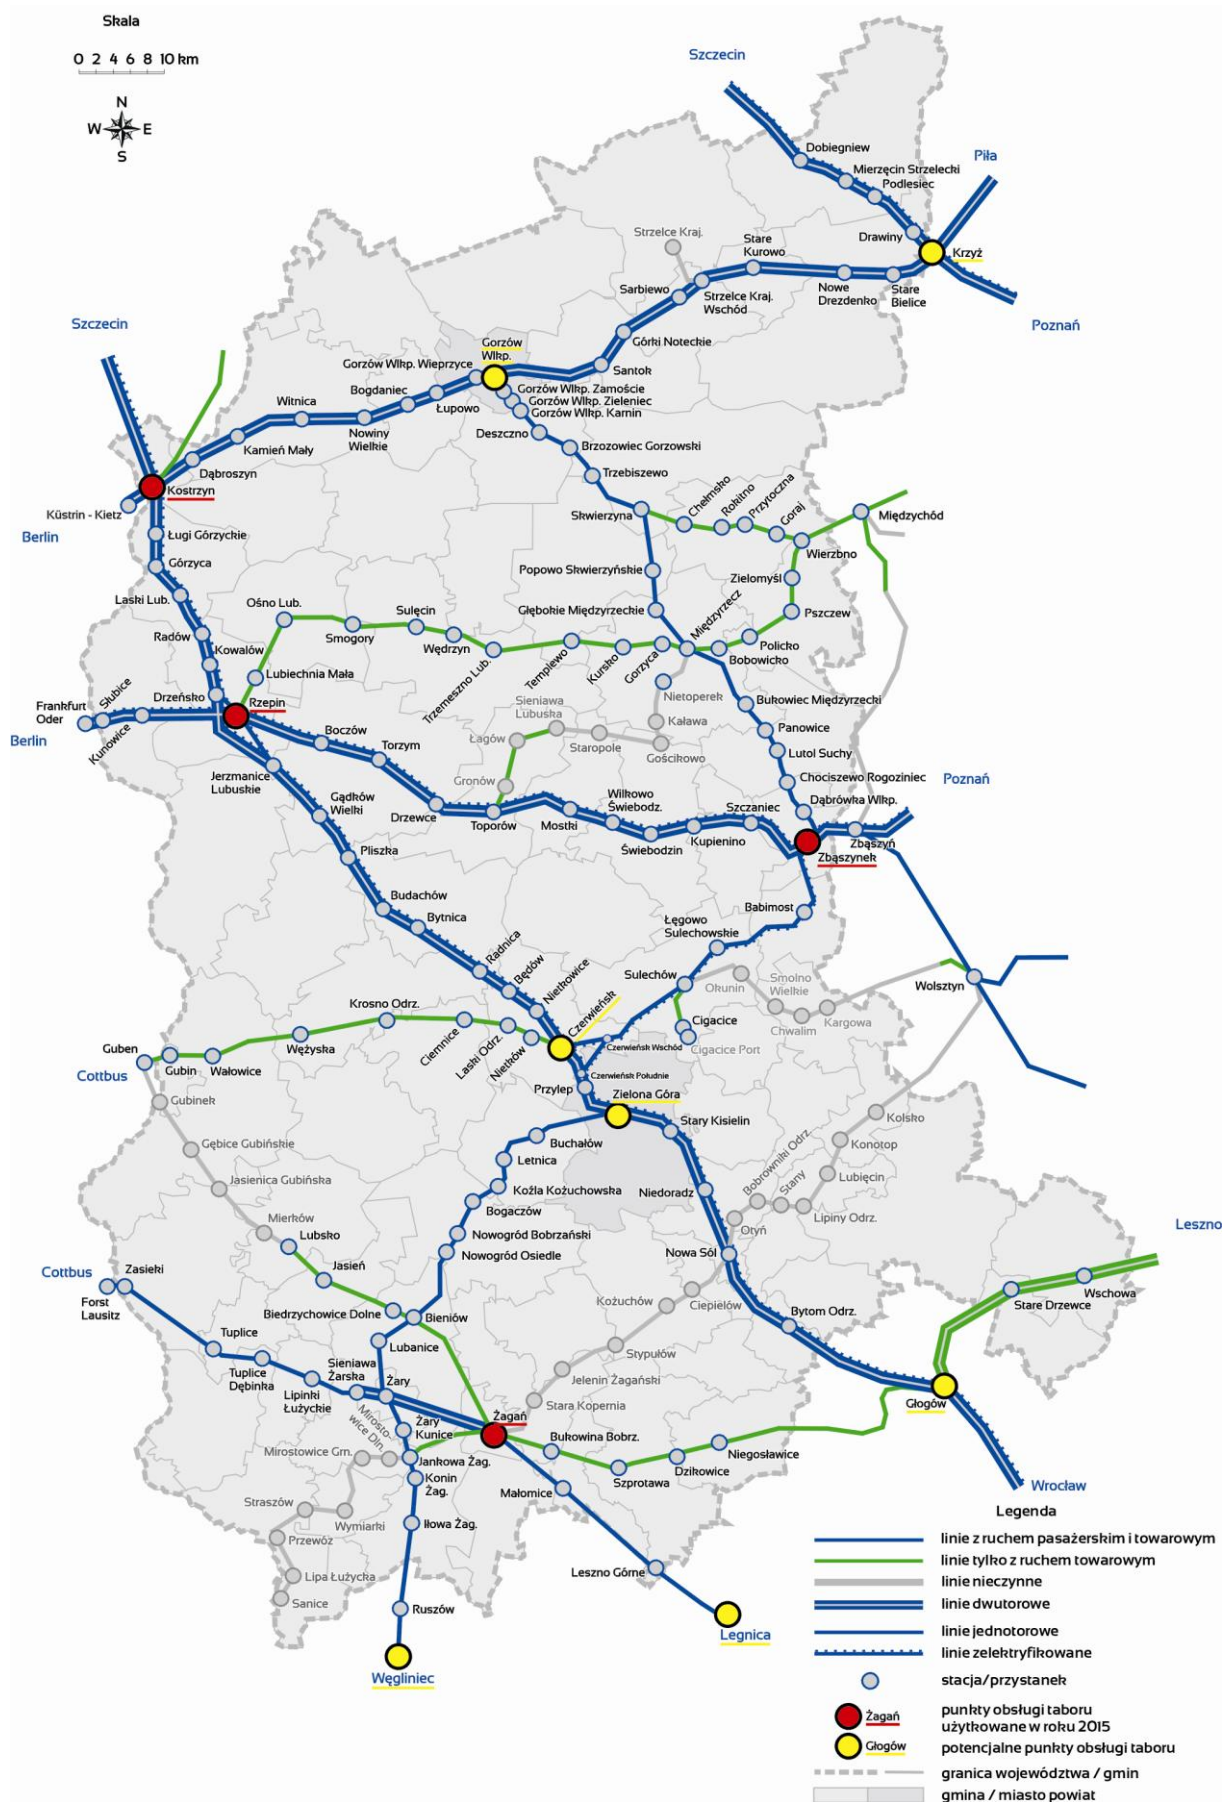 Skala
0 2 4 6 8 10 km
N
W E
S
Szczecin
Dobiegniew
Mierzęcin Strzelecki
Podlesiec
Piła
Drawiny
Krzyż
Strzelce Kraj.
Stare
Kurowo
Sarbiewo
Strzelce Kraj.
Wschód
Nowe
Drezdenko
Stare
Bielice
Poznań
Szczecin
Górki Noteckie
Gorzów
Wlkp.
Gorzów Wlkp. Wieprzyce
Santok
Bogdaniec
Gorzów Wlkp. Zamoście
Gorzów Wlkp. Zieleniec
Gorzów Wlkp. Karnin
Witnica
Łupowo
Nowiny
Wielkie
Deszczno
Kamień Mały
Brzozowiec Gorzowski
Dąbroszyn
Trzebiszewo
Kostrzyn
Küstrin - Kietz
Berlin
Skwierzyna
Chełmsko
Rokitno
Przytoczna
Goraj
Międzychód
Ługi Górzyckie
Wierzbno
Górzyca
Popowo Skwierzyńskie
Zielomyśl
Laski Lub.
Ośno Lub.
Sulęcin
Głębokie Międzyrzeckie
Międzyrzecz
Pszczew
Radów
Smogory
Wędrzyn
Policko
Kowalów
Trzemeszno Lub.
Templewo
Kursko
Gorzyca
Bobowicko
Lubiechnia Mała
Drzeńsko
Nietoperek
Rzepin
Frankfurt
Oder
Słubice
Kunowice
Berlin
Sieniawa
Lubuska
Bukowiec Międzyrzecki
Kaława
Panowice
Boczów
Torzym
Łagów
Staropole
Gościkowo
Lutol Suchy
Jerzmanice
Lubuskie
Gronów
Chociszewo Rogoziniec
Poznań
Gądków
Wielki
Wilkowo
Świebodz.
Szczaniec
Dąbrówka Wlkp.
Drzewce
Toporów
Mostki
Świebodzin
Kupienino
Zbąszyń
Zbąszynek
Pliszka
Budachów
Babimost
Bytnica
Łęgowo
Sulechowskie
Radnica
Będów
Nietkowice
Sulechów
Okunin
Smolno
Wielkie
Wolsztyn
Krosno Odrz.
Czerwieńsk
Cigacice
Chwalim
Kargowa
Cigacice Port
Czerwieńsk Wschód
Guben
Wężyska
Ciemnice
Laski Odrz.
Nietków
Cottbus
Gubin
Wałowice
Czerwieńsk Południe
Przylep
Zielona Góra
Gubinek
Stary Kisielin
Kolsko
Buchałów
Gębice Gubińskie
Letnica
Bobrowniki Odrz.
Konotop
Stany
Lubięcin
Jasienica Gubińska
Koźla Kożuchowska
Niedoradz
Bogaczów
Otyń
Lipiny Odrz.
Leszno
Mierków
Nowogród Bobrzański
Lubsko
Nowogród Osiedle
Nowa Sól
Jasień
Cottbus
Zasieki
Wschowa
Forst
Lausitz
Kożuchów
Ciepielów
Stare Drzewce
Biedrzychowice Dolne
Bieniów
Bytom Odrz.
Tuplice
Lubanice
Stypułów
Tuplice
Dębinka
Sieniawa
Żarska
Lipinki
Łużyckie
Żary
Jelenin Żagański
Głogów
Stara Kopernia
Mirosto-
wice Dln.
Żary
Kunice
Żagań
Bukowina Bobrz.
Niegosławice
Mirostowice Grn.
Jankowa Żag.
Dzikowice
Szprotawa
Konin
Żag.
Małomice
Wrocław
Straszów
Wymiarki
Iłowa Żag.
Przewóz
Leszno Górne
Lipa Łużycka
Sanice
Ruszów
Legnica
Węgliniec
Legenda
linie z ruchem pasażerskim i towarowym
linie tylko z ruchem towarowym
linie nieczynne
linie dwutorowe
linie jednotorowe
linie zelektryfikowane
stacja/przystanek
Żagań
punkty obsługi taboru
użytkowane w roku 2015
Głogów
potencjalne punkty obsługi taboru
granica województwa / gmin
gmina / miasto powiat